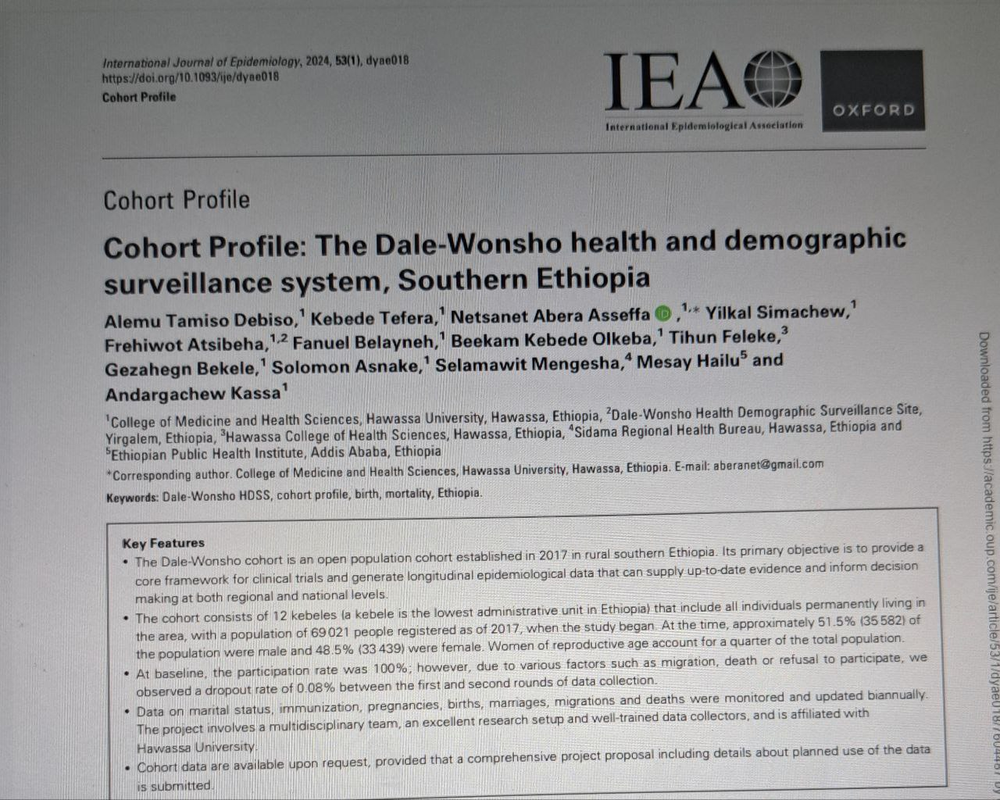 International Journal of Epidemiology, 2024, 53(1), dyae018
https://doi.org/10.1093/ije/dyae018
Cohort Profile
IEA
International Epidemiological Association
OXFORD
Cohort Profile
Cohort Profile: The Dale-Wonsho health and demographic
surveillance system, Southern Ethiopia
Alemu Tamiso Debiso,¹ Kebede Tefera,¹ Netsanet Abera Asseffa iD ,¹,* Yilkal Simachew,¹
Frehiwot Atsibeha,¹,² Fanuel Belayneh,¹ Beekam Kebede Olkeba,¹ Tihun Feleke,³
Gezahegn Bekele,¹ Solomon Asnake,¹ Selamawit Mengesha,⁴ Mesay Hailu⁵ and
Andargachew Kassa¹
¹College of Medicine and Health Sciences, Hawassa University, Hawassa, Ethiopia, ²Dale-Wonsho Health Demographic Surveillance Site,
Yirgalem, Ethiopia, ³Hawassa College of Health Sciences, Hawassa, Ethiopia, ⁴Sidama Regional Health Bureau, Hawassa, Ethiopia and
⁵Ethiopian Public Health Institute, Addis Ababa, Ethiopia
*Corresponding author. College of Medicine and Health Sciences, Hawassa University, Hawassa, Ethiopia. E-mail: aberanet@gmail.com
Keywords: Dale-Wonsho HDSS, cohort profile, birth, mortality, Ethiopia.
Key Features
• The Dale-Wonsho cohort is an open population cohort established in 2017 in rural southern Ethiopia. Its primary objective is to provide a
core framework for clinical trials and generate longitudinal epidemiological data that can supply up-to-date evidence and inform decision
making at both regional and national levels.
• The cohort consists of 12 kebeles (a kebele is the lowest administrative unit in Ethiopia) that include all individuals permanently living in
the area, with a population of 69 021 people registered as of 2017, when the study began. At the time, approximately 51.5% (35 582) of
the population were male and 48.5% (33 439) were female. Women of reproductive age account for a quarter of the total population.
• At baseline, the participation rate was 100%; however, due to various factors such as migration, death or refusal to participate, we
observed a dropout rate of 0.08% between the first and second rounds of data collection.
• Data on marital status, immunization, pregnancies, births, marriages, migrations and deaths were monitored and updated biannually.
The project involves a multidisciplinary team, an excellent research setup and well-trained data collectors, and is affiliated with
Hawassa University.
• Cohort data are available upon request, provided that a comprehensive project proposal including details about planned use of the data
is submitted.
Downloaded from https://academic.oup.com/ije/article/53/1/dyae018/7604487 by